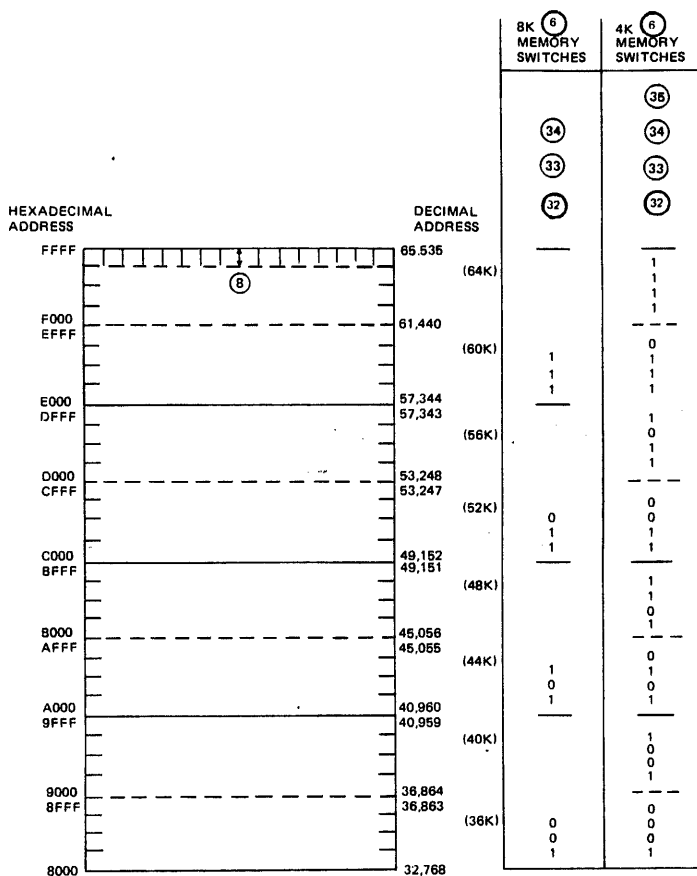 8K 6
MEMORY
SWITCHES
4K 6
MEMORY
SWITCHES
35
34 34
33 33
32 32
HEXADECIMAL
ADDRESS
DECIMAL
ADDRESS
FFFF 65.535
8
(64K) 1
1
1
1
F000 61,440
EFFF
(60K) 0
1 1
1 1
1 1
E000 57,344
DFFF 57,343
(56K) 1
0
1
1
D000 53,248
CFFF 53,247
(52K) 0
0 0
1 1
1 1
C000 49,152
BFFF 49,151
(48K) 1
1
0
1
B000 45,056
AFFF 45,055
(44K) 0
1 1
0 0
1 1
A000 40,960
9FFF 40,959
(40K) 1
0
0
1
9000 36,864
8FFF 36,863
(36K) 0
0 0
0 0
1 1
8000 32,768